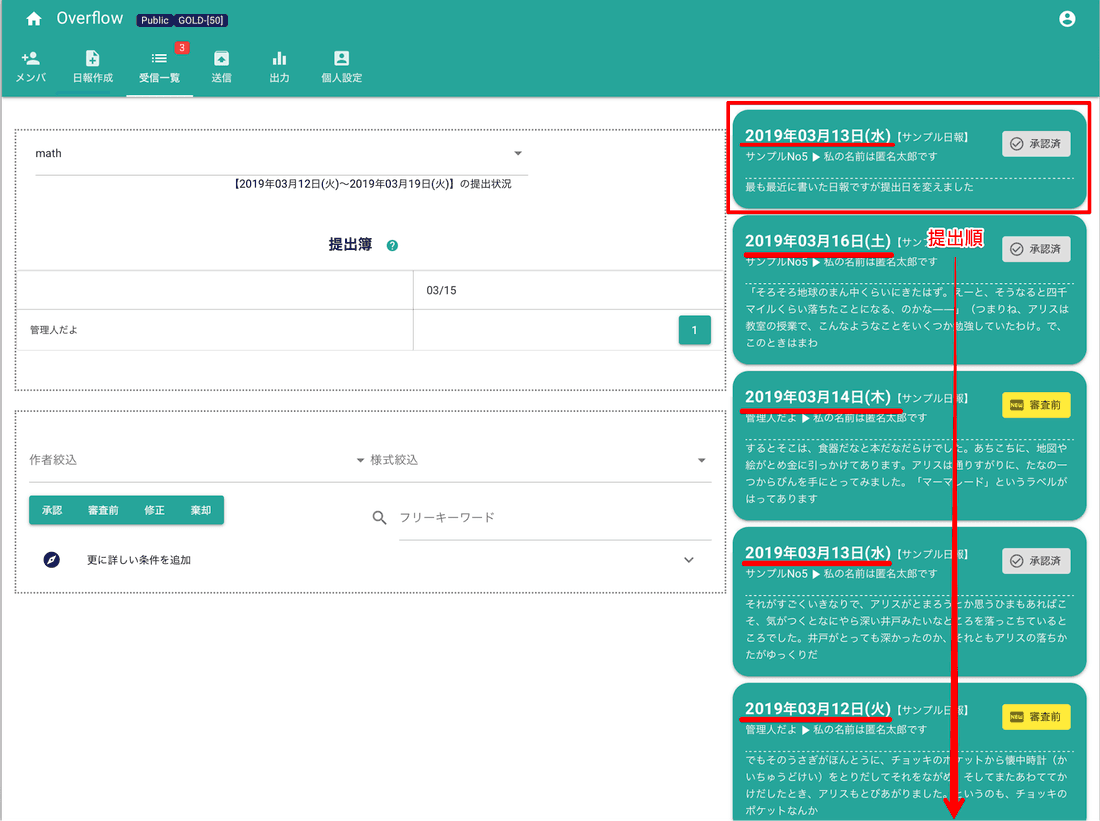 Overflow Public GOLD-[50]
メンバ
日報作成
3
受信一覧
送信
出力
個人設定
math
【2019年03月12日(火)〜2019年03月19日(火)】の提出状況
提出簿 ?
03/15
管理人だよ 1
作者絞込 様式絞込
承認 審査前 修正 棄却
フリーキーワード
更に詳しい条件を追加
2019年03月13日(水)【サンプル日報】 承認済
サンプルNo5 ▶ 私の名前は匿名太郎です
最も最近に書いた日報ですが提出日を変えました
提出順
2019年03月16日(土)【サン 承認済
サンプルNo5 ▶ 私の名前は匿名太郎です
「そろそろ地球のまん中くらいにきたはず。えーと、そうなると四千
マイルくらい落ちたことになる、のかな――」（つまりね、アリスは
教室の授業で、こんなようなことをいくつか勉強していたわけ。で、
このときはまわ
2019年03月14日(木)【サンプル日報】 NEW 審査前
管理人だよ ▶ 私の名前は匿名太郎です
するとそこは、食器だなと本だなだらけでした。あちこちに、地図や
絵がとめ金に引っかけてあります。アリスは通りすがりに、たなの一
つからびんを手にとってみました。「マーマレード」というラベルが
はってあります
2019年03月13日(水)【サンプル日報】 承認済
サンプルNo5 ▶ 私の名前は匿名太郎です
それがすごくいきなりで、アリスがとまろうとか思うひまもあればこ
そ、気がつくとなにやら深い井戸みたいなところを落っこちていると
ころでした。井戸がとっても深かったのか、それともアリスの落ちか
たがゆっくりだ
2019年03月12日(火)【サンプル日報】 NEW 審査前
管理人だよ ▶ 私の名前は匿名太郎です
でもそのうさぎがほんとうに、チョッキのポケットから懐中時計（か
いちゅうどけい）をとりだしてそれをながめ、そしてまたあわててか
けだしたとき、アリスもとびあがりました。というのも、チョッキの
ポケットなんか